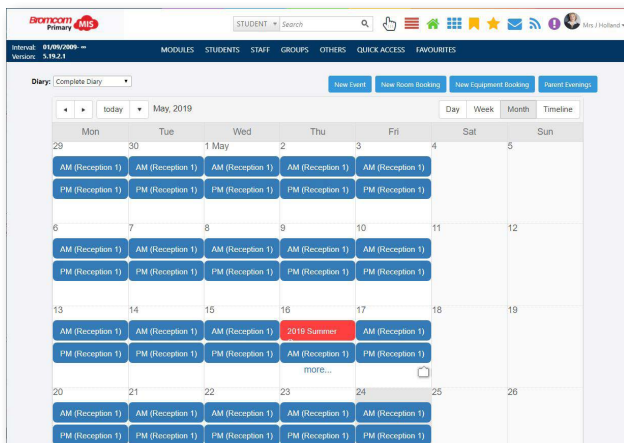 Bromcom
Primary MIS
STUDENT Search
Mrs J Holland
Interval: 01/09/2009- ∞
Version: 5.19.2.1
MODULES STUDENTS STAFF GROUPS OTHERS QUICK ACCESS FAVOURITES
Diary: Complete Diary
New Event New Room Booking New Equipment Booking Parent Evenings
today May, 2019 Day Week Month Timeline
Mon Tue Wed Thu Fri Sat Sun
29 30 1 May 2 3 4 5
AM (Reception 1) AM (Reception 1) AM (Reception 1) AM (Reception 1) AM (Reception 1)
PM (Reception 1) PM (Reception 1) PM (Reception 1) PM (Reception 1) PM (Reception 1)
6 7 8 9 10 11 12
AM (Reception 1) AM (Reception 1) AM (Reception 1) AM (Reception 1) AM (Reception 1)
PM (Reception 1) PM (Reception 1) PM (Reception 1) PM (Reception 1) PM (Reception 1)
13 14 15 16 17 18 19
AM (Reception 1) AM (Reception 1) AM (Reception 1) 2019 Summer AM (Reception 1)
PM (Reception 1) PM (Reception 1) PM (Reception 1) AM (Reception 1) PM (Reception 1)
more...
20 21 22 23 24 25 26
AM (Reception 1) AM (Reception 1) AM (Reception 1) AM (Reception 1) AM (Reception 1)
PM (Reception 1) PM (Reception 1) PM (Reception 1) PM (Reception 1) PM (Reception 1)